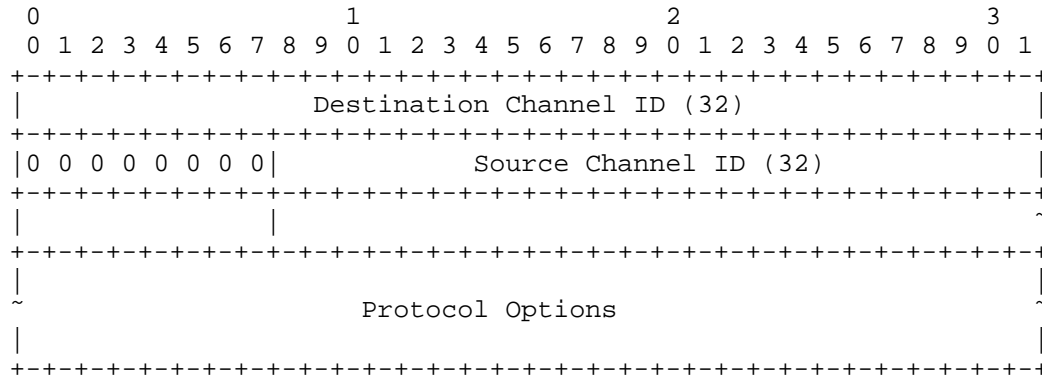 0                   1                   2                   3
0 1 2 3 4 5 6 7 8 9 0 1 2 3 4 5 6 7 8 9 0 1 2 3 4 5 6 7 8 9 0 1
+-+-+-+-+-+-+-+-+-+-+-+-+-+-+-+-+-+-+-+-+-+-+-+-+-+-+-+-+-+-+-+-+
|                  Destination Channel ID (32)                  |
+-+-+-+-+-+-+-+-+-+-+-+-+-+-+-+-+-+-+-+-+-+-+-+-+-+-+-+-+-+-+-+-+
|0 0 0 0 0 0 0 0|            Source Channel ID (32)             |
+-+-+-+-+-+-+-+-+-+-+-+-+-+-+-+-+-+-+-+-+-+-+-+-+-+-+-+-+-+-+-+-+
|               |                                               ~
+-+-+-+-+-+-+-+-+-+-+-+-+-+-+-+-+-+-+-+-+-+-+-+-+-+-+-+-+-+-+-+-+
|                                                               |
~                     Protocol Options                          ~
|                                                               |
+-+-+-+-+-+-+-+-+-+-+-+-+-+-+-+-+-+-+-+-+-+-+-+-+-+-+-+-+-+-+-+-+